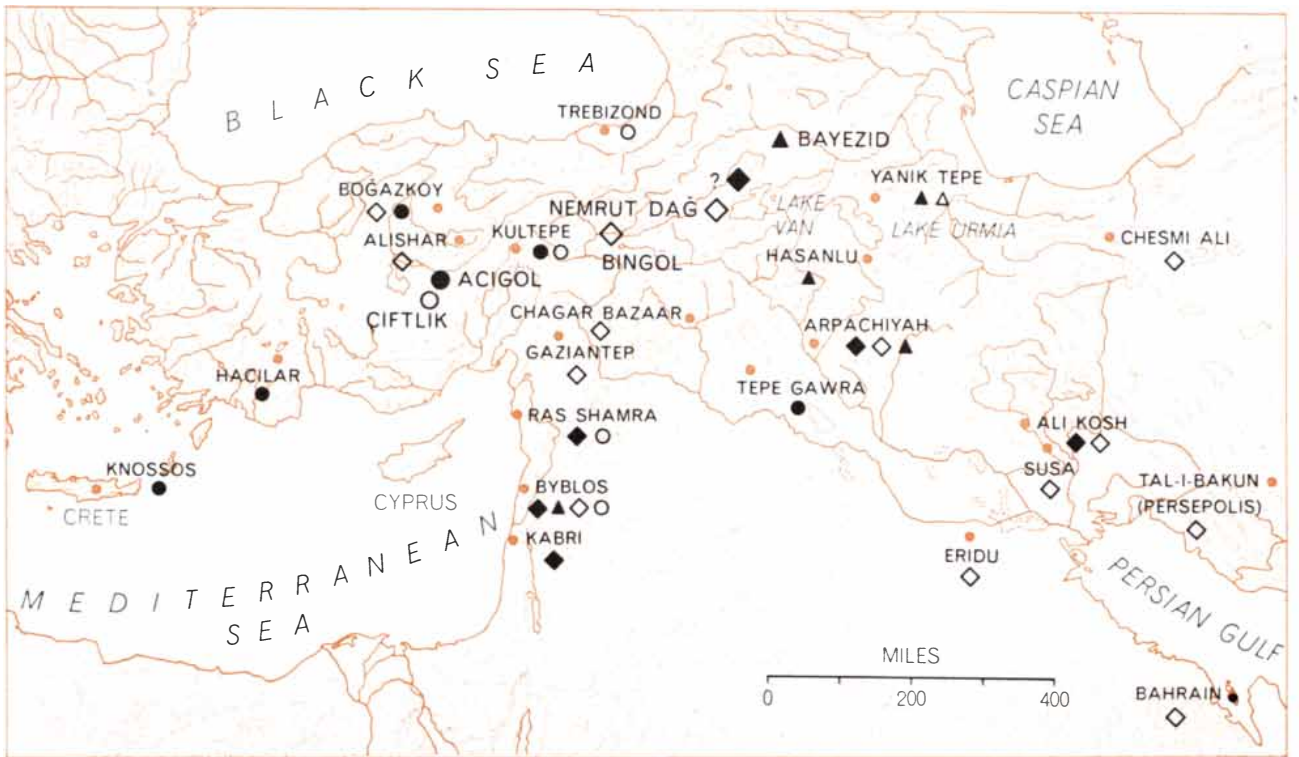 BLACK SEA
CASPIAN
SEA
TREBIZOND
BAYEZID
?
YANIK TEPE
BOĞAZKOY
NEMRUT DAĞ
LAKE
VAN
LAKE URMIA
ALISHAR
KULTEPE
CHESMI ALI
BINGOL
HASANLU
ACIGOL
ÇIFTLIK
CHAGAR BAZAAR
ARPACHIYAH
GAZIANTEP
HACILAR
TEPE GAWRA
RAS SHAMRA
ALI KOSH
KNOSSOS
SUSA
TAL-I-BAKUN
(PERSEPOLIS)
CRETE
CYPRUS
BYBLOS
KABRI
ERIDU
MEDITERRANEAN
SEA
PERSIAN GULF
MILES
0 200 400
BAHRAIN